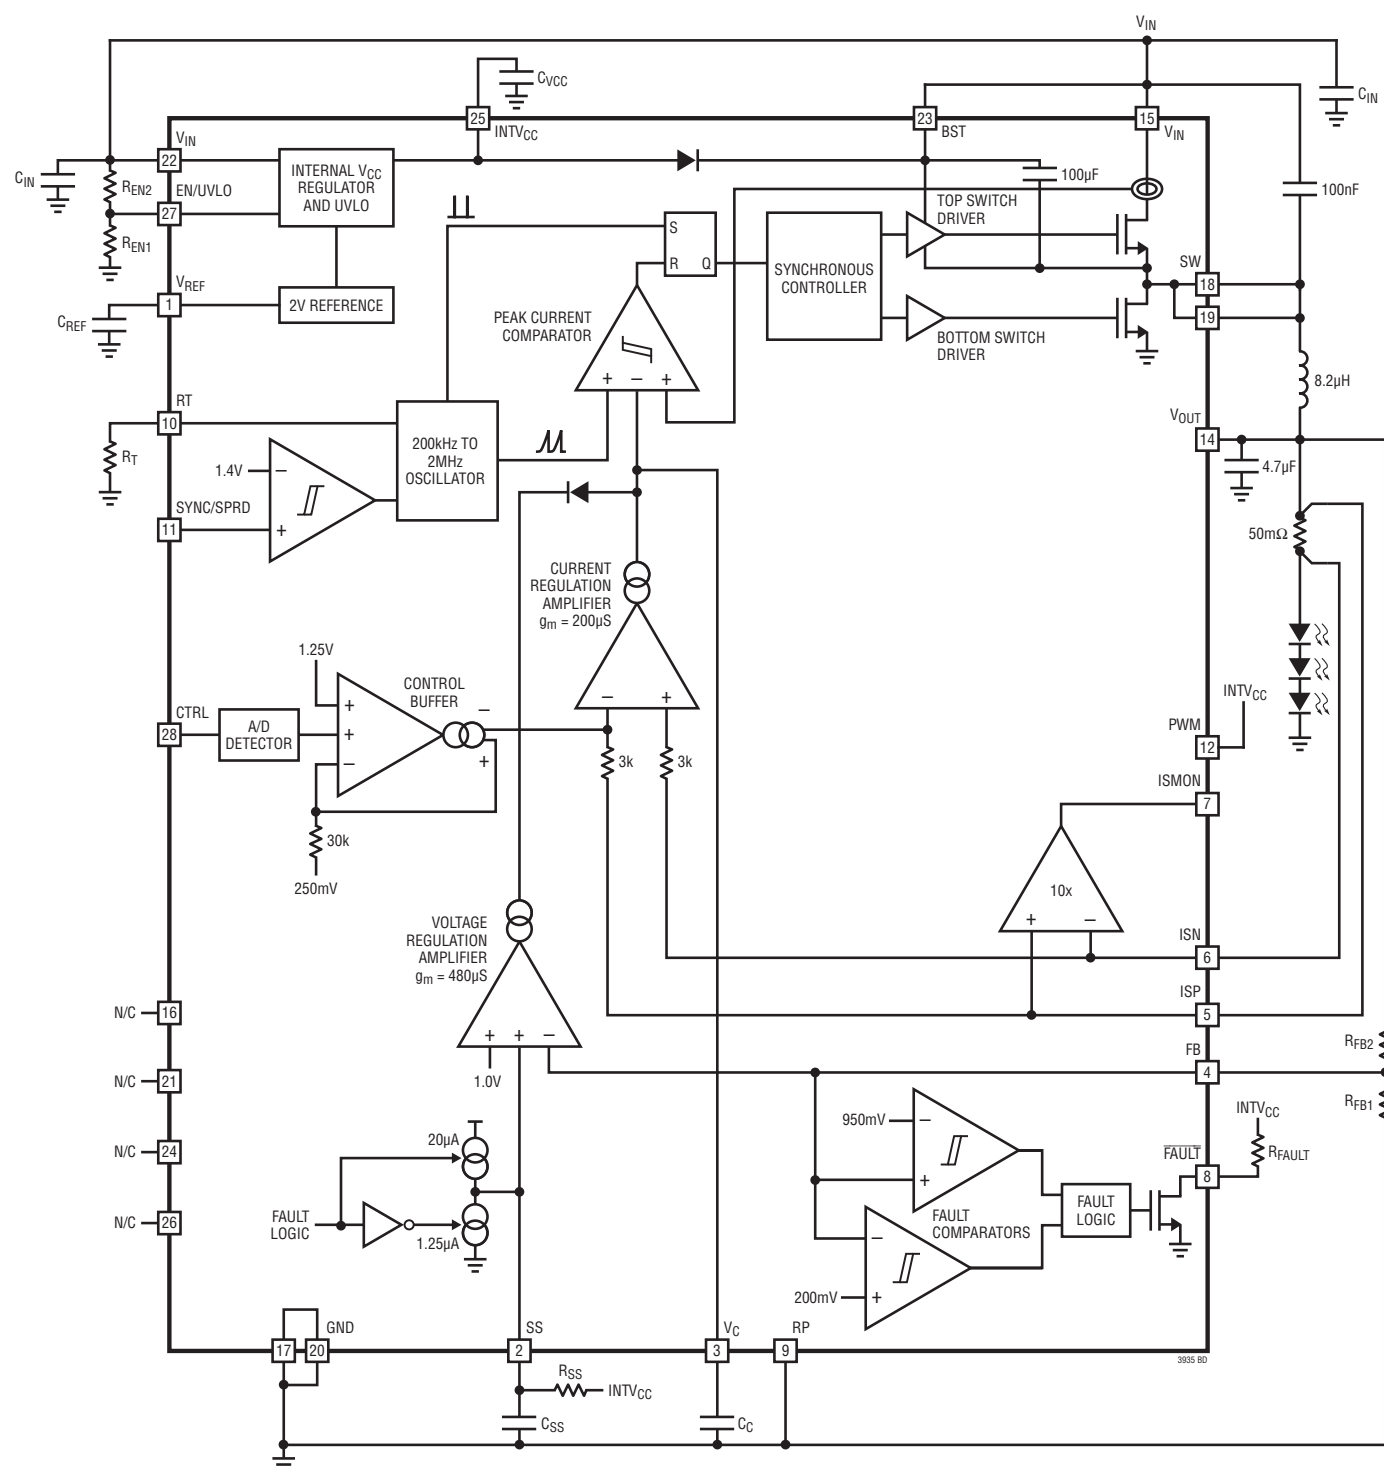 VIN
CVCC
CIN
25
INTVCC
23
BST
15
VIN
VIN
22
CIN
REN2
EN/UVLO
27
REN1
INTERNAL VCC
REGULATOR
AND UVLO
100µF
100nF
TOP SWITCH
DRIVER
S
R
Q
SYNCHRONOUS
CONTROLLER
SW
18
19
VREF
1
CREF
2V REFERENCE
PEAK CURRENT
COMPARATOR
+
−
+
BOTTOM SWITCH
DRIVER
8.2µH
RT
10
RT
200kHz TO
2MHz
OSCILLATOR
1.4V
−
SYNC/SPRD
11
+
VOUT
14
4.7µF
50mΩ
CURRENT
REGULATION
AMPLIFIER
gm = 200µS
−
+
1.25V
CONTROL
BUFFER
−
+
CTRL
28
A/D
DETECTOR
+
+
−
30k
250mV
3k
3k
INTVCC
PWM
12
ISMON
7
10x
+
−
VOLTAGE
REGULATION
AMPLIFIER
gm = 480µS
ISN
6
ISP
5
N/C
16
+
+
−
1.0V
FB
4
RFB2
RFB1
N/C
21
950mV
−
+
INTVCC
RFAULT
FAULT
8
20µA
N/C
24
FAULT
LOGIC
1.25µA
N/C
26
FAULT
COMPARATORS
FAULT
LOGIC
−
200mV
+
GND
17
20
SS
2
VC
3
RP
9
3935 BD
RSS
INTVCC
CSS
CC